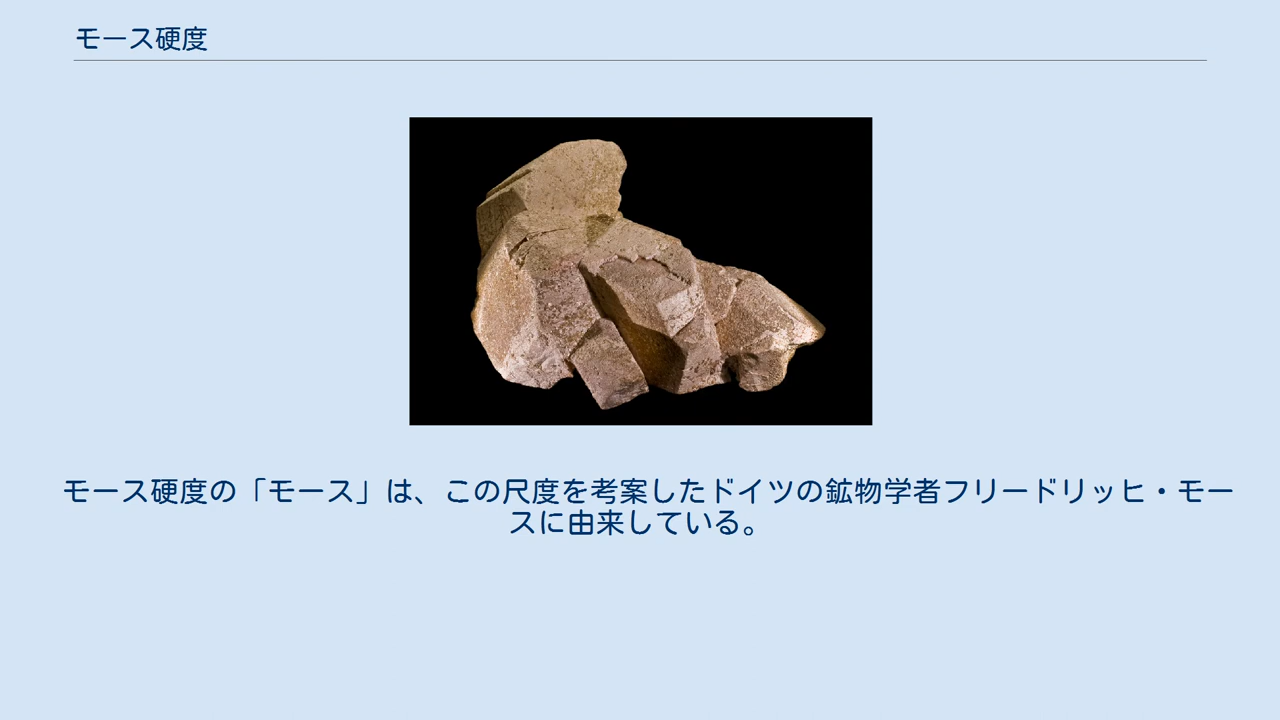 モース硬度
モース硬度の「モース」は、この尺度を考案したドイツの鉱物学者フリードリッヒ・モー
スに由来している。